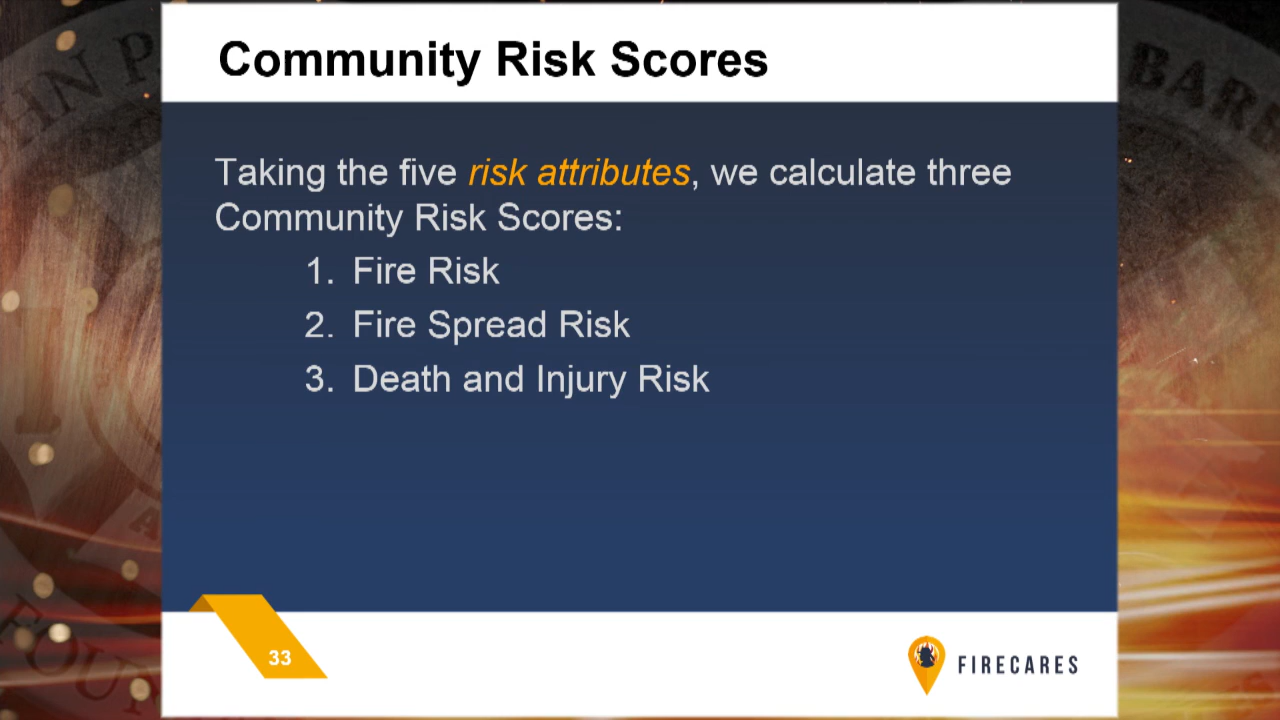 Community Risk Scores
Taking the five risk attributes, we calculate three
Community Risk Scores:
1. Fire Risk
2. Fire Spread Risk
3. Death and Injury Risk
33
FIRECARES